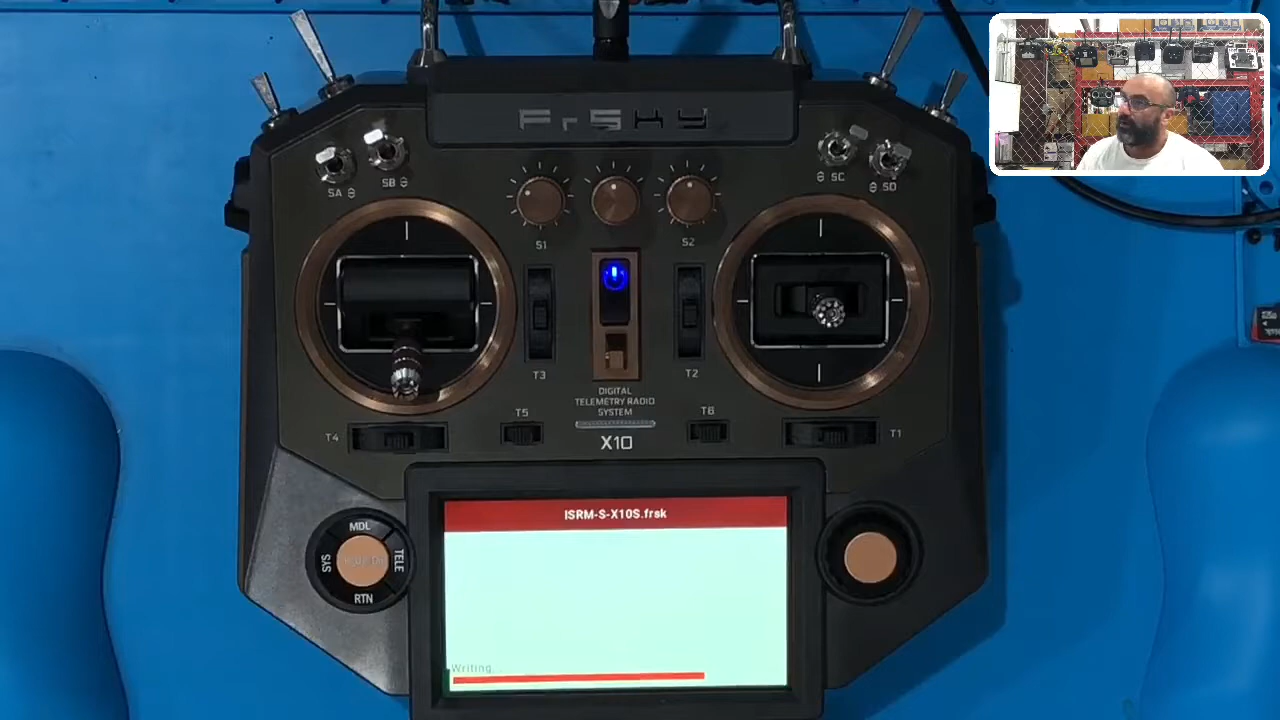 FrSKY
SA
SB
SC
SD
S1
S2
T3
T2
DIGITAL
TELEMETRY RADIO
SYSTEM
X10
T4
T5
T6
T1
MDL
SYS
TELE
RTN
ISRM-S-X10S.frsk
Writing...